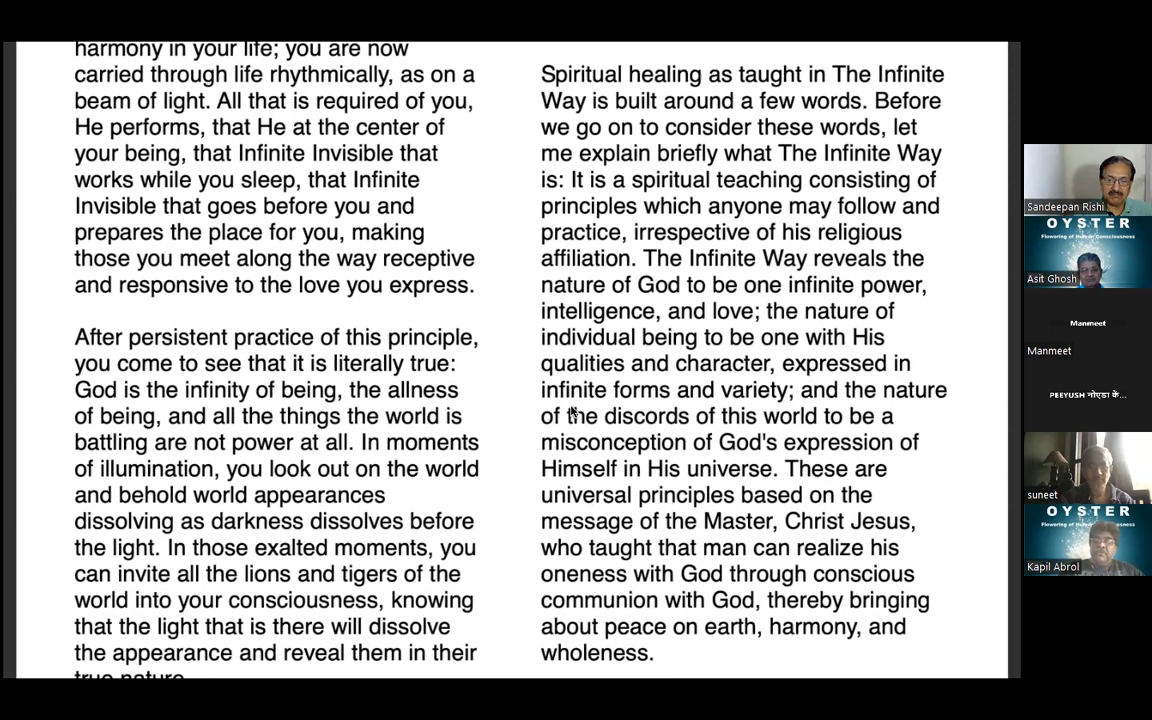 harmony in your life; you are now
carried through life rhythmically, as on a
beam of light. All that is required of you,
He performs, that He at the center of
your being, that Infinite Invisible that
works while you sleep, that Infinite
Invisible that goes before you and
prepares the place for you, making
those you meet along the way receptive
and responsive to the love you express.
After persistent practice of this principle,
you come to see that it is literally true:
God is the infinity of being, the allness
of being, and all the things the world is
battling are not power at all. In moments
of illumination, you look out on the world
and behold world appearances
dissolving as darkness dissolves before
the light. In those exalted moments, you
can invite all the lions and tigers of the
world into your consciousness, knowing
that the light that is there will dissolve
the appearance and reveal them in their
true nature.
Spiritual healing as taught in The Infinite
Way is built around a few words. Before
we go on to consider these words, let
me explain briefly what The Infinite Way
is: It is a spiritual teaching consisting of
principles which anyone may follow and
practice, irrespective of his religious
affiliation. The Infinite Way reveals the
nature of God to be one infinite power,
intelligence, and love; the nature of
individual being to be one with His
qualities and character, expressed in
infinite forms and variety; and the nature
of the discords of this world to be a
misconception of God's expression of
Himself in His universe. These are
universal principles based on the
message of the Master, Christ Jesus,
who taught that man can realize his
oneness with God through conscious
communion with God, thereby bringing
about peace on earth, harmony, and
wholeness.
Sandeepan Rishi
OYSTER
Flowering of Human Consciousness
Asit Ghosh
Manmeet
Manmeet
PEEYUSH नोएडा के...
suneet
OYSTER
Flowering of Human Consciousness
Kapil Abrol